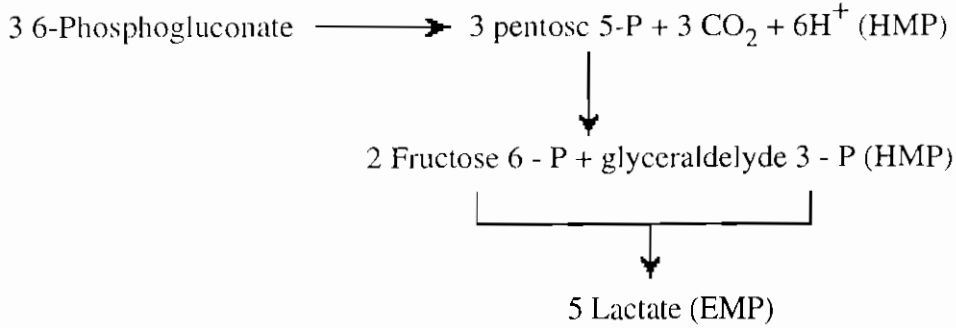 3 6-Phosphogluconate 3 pentosc 5-P + 3 CO₂ + 6H⁺ (HMP)
2 Fructose 6 - P + glyceraldelyde 3 - P (HMP)
5 Lactate (EMP)